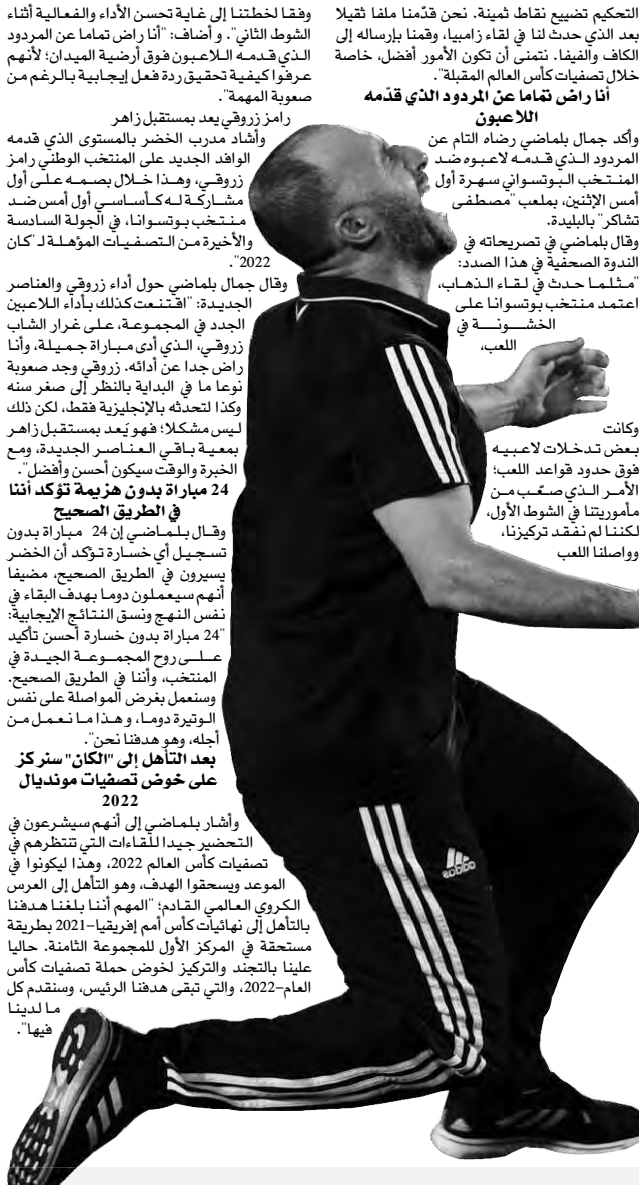 التحكيم تضييع نقاط ثمينة. نحن قدّمنا ملفا ثقيلا
بعد الذي حدث لنا في لقاء زامبيا، وقمنا بإرساله إلى
الكاف والفيفا. نتمنى أن تكون الأمور أفضل، خاصة
خلال تصفيات كأس العالم المقبلة".
أنا راض تماما عن المردود الذي قدّمه
اللاعبون
وأكد جمال بلماضي رضاه التام عن
المردود الذي قدمه لاعبوه ضد
المنتخب البوتسواني سهرة أول
أمس الإثنين، بملعب "مصطفى
تشاكر" بالبليدة.
وقال بلماضي في تصريحاته في
الندوة الصحفية في هذا الصدد:
"مثلما حدث في لقاء الذهاب،
اعتمد منتخب بوتسوانا على
الخشونة في
اللعب،
وكانت
بعض تدخلات لاعبيه
فوق حدود قواعد اللعب؛
الأمر الذي صعّب من
مأموريتنا في الشوط الأول،
لكننا لم نفقد تركيزنا،
وواصلنا اللعب
وفقا لخطتنا إلى غاية تحسن الأداء والفعالية أثناء
الشوط الثاني". و أضاف: "أنا راض تماما عن المردود
الذي قدمه اللاعبون فوق أرضية الميدان؛ لأنهم
عرفوا كيفية تحقيق ردة فعل إيجابية بالرغم من
صعوبة المهمة".
رامز زروقي يعد بمستقبل زاهر
وأشاد مدرب الخضر بالمستوى الذي قدمه
الوافد الجديد على المنتخب الوطني رامز
زروقي، وهذا خلال بصمه على أول
مشاركة له كأساسي أول أمس ضد
منتخب بوتسوانا، في الجولة السادسة
والأخيرة من التصفيات المؤهلة لـ "كان
2022".
وقال جمال بلماضي حول أداء زروقي والعناصر
الجديدة: "اقتنعت كذلك بأداء اللاعبين
الجدد في المجموعة، على غرار الشاب
زروقي، الذي أدى مباراة جميلة، وأنا
راض جدا عن أدائه. زروقي وجد صعوبة
نوعا ما في البداية بالنظر إلى صغر سنه
وكذا لتحدثه بالإنجليزية فقط، لكن ذلك
ليس مشكلا؛ فهو يَعد بمستقبل زاهر
بمعية باقي العناصر الجديدة، ومع
الخبرة والوقت سيكون أحسن وأفضل".
24 مباراة بدون هزيمة تؤكد أننا
في الطريق الصحيح
وقال بلماضي إن 24 مباراة بدون
تسجيل أي خسارة تؤكد أن الخضر
يسيرون في الطريق الصحيح، مضيفا
أنهم سيعملون دوما بهدف البقاء في
نفس النهج ونسق النتائج الإيجابية:
"24 مباراة بدون خسارة أحسن تأكيد
على روح المجموعة الجيدة في
المنتخب، وأننا في الطريق الصحيح.
وسنعمل بغرض المواصلة على نفس
الوتيرة دوما، وهذا ما نعمل من
أجله، وهو هدفنا نحن".
بعد التأهل إلى "الكان" سنركز
على خوض تصفيات مونديال
2022
وأشار بلماضي إلى أنهم سيشرعون في
التحضير جيدا للقاءات التي تنتظرهم في
تصفيات كأس العالم 2022، وهذا ليكونوا في
الموعد ويسحقوا الهدف، وهو التأهل إلى العرس
الكروي العالمي القادم؛ "المهم أننا بلغنا هدفنا
بالتأهل إلى نهائيات كأس أمم إفريقيا–2021 بطريقة
مستحقة في المركز الأول للمجموعة الثامنة. حاليا
علينا بالتجند والتركيز لخوض حملة تصفيات كأس
العام–2022، والتي تبقى هدفنا الرئيس، وسنقدم كل
ما لدينا
فيها".
adidas